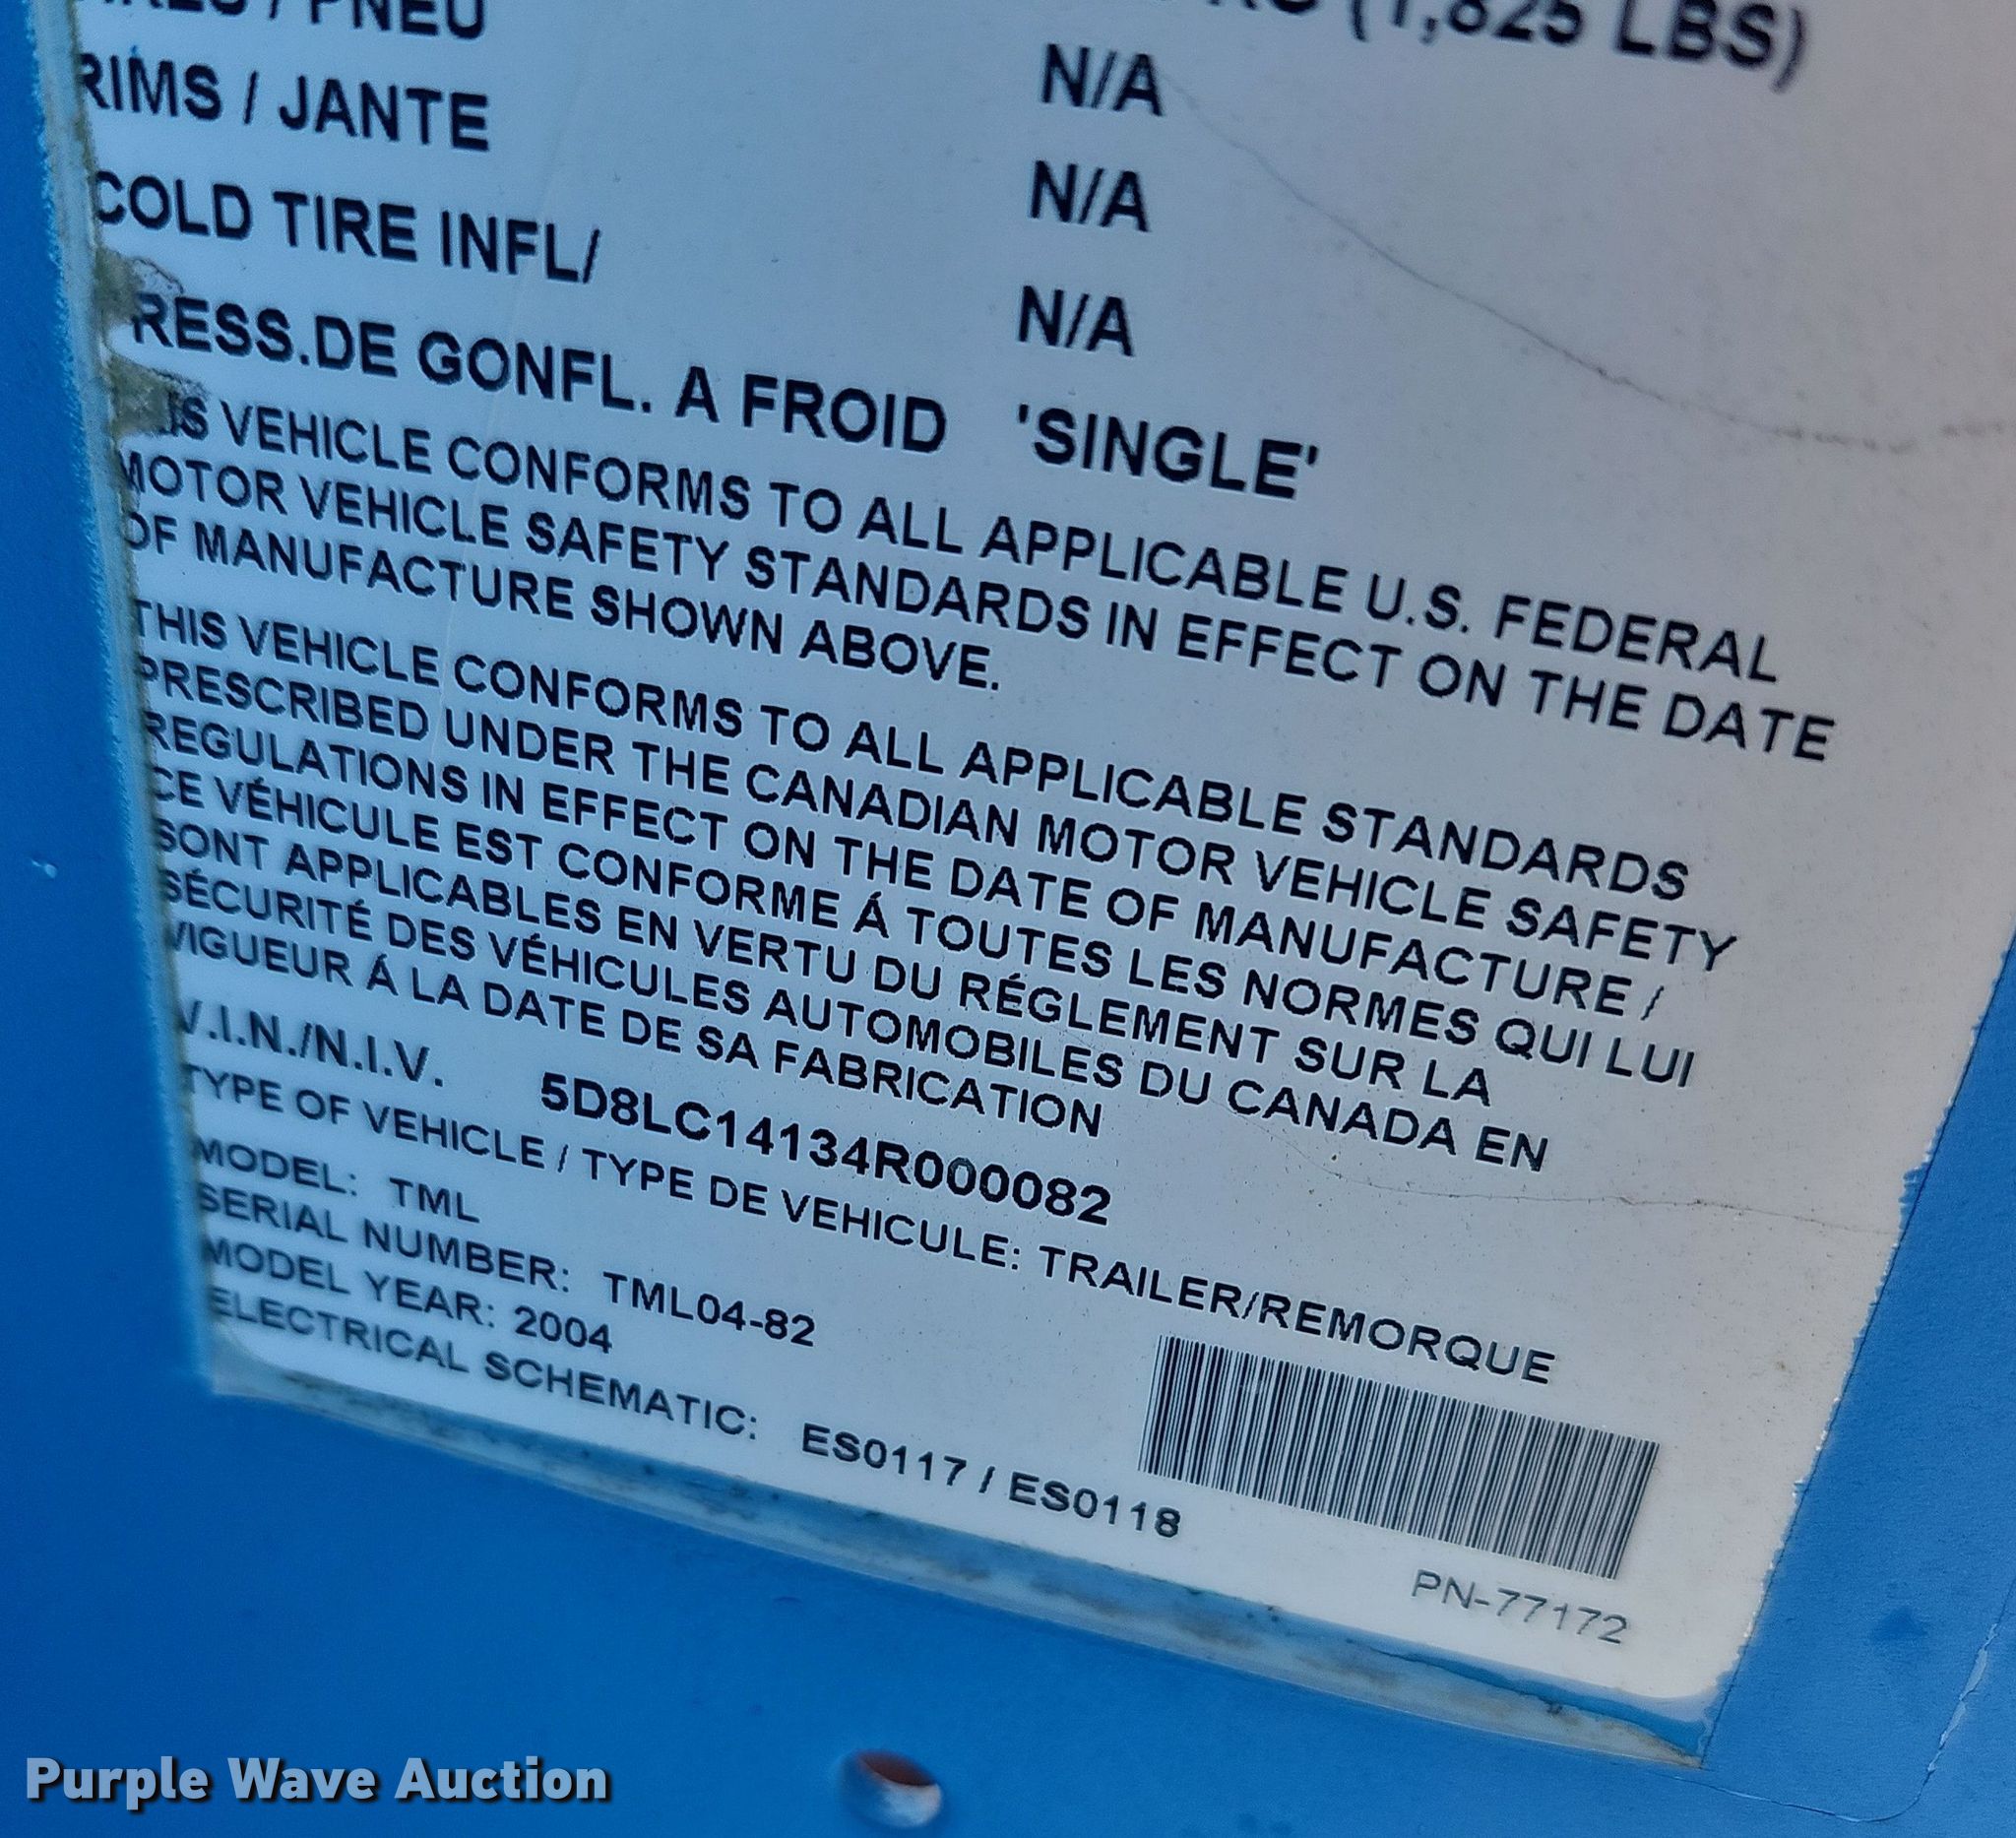 / PNEU (1,825 LBS)
RIMS / JANTE N/A
COLD TIRE INFL/ N/A
N/A
RESS.DE GONFL. A FROID 'SINGLE'
IS VEHICLE CONFORMS TO ALL APPLICABLE U.S. FEDERAL
MOTOR VEHICLE SAFETY STANDARDS IN EFFECT ON THE DATE
OF MANUFACTURE SHOWN ABOVE.
THIS VEHICLE CONFORMS TO ALL APPLICABLE STANDARDS
PRESCRIBED UNDER THE CANADIAN MOTOR VEHICLE SAFETY
REGULATIONS IN EFFECT ON THE DATE OF MANUFACTURE /
CE VÉHICULE EST CONFORME Á TOUTES LES NORMES QUI LUI
SONT APPLICABLES EN VERTU DU RÉGLEMENT SUR LA
SÉCURITÉ DES VÉHICULES AUTOMOBILES DU CANADA EN
VIGUEUR Á LA DATE DE SA FABRICATION
V.I.N./N.I.V. 5D8LC14134R000082
TYPE OF VEHICLE / TYPE DE VEHICULE: TRAILER/REMORQUE
MODEL: TML
SERIAL NUMBER: TML04-82
MODEL YEAR: 2004
ELECTRICAL SCHEMATIC: ES0117 / ES0118
PN-77172
Purple Wave Auction